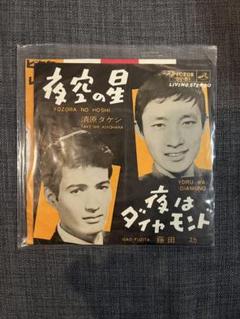 夜空の星
YOZORA NO HOSHI
清原タケシ
TAKESHI KIYOHARA
VICTOR
LIVING STEREO
YORU WA
DIAMOND
夜は
ダイヤモンド
ISAO FUJITA
藤田 功